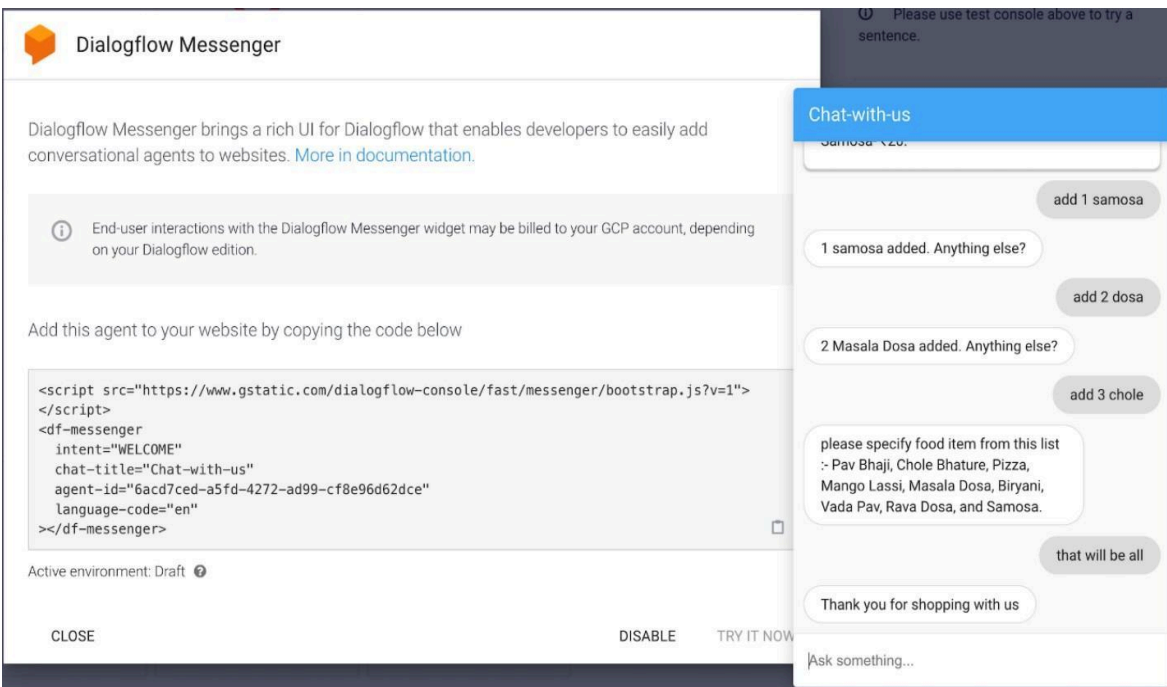 Dialogflow Messenger
Dialogflow Messenger brings a rich UI for Dialogflow that enables developers to easily add
conversational agents to websites. More in documentation.
End-user interactions with the Dialogflow Messenger widget may be billed to your GCP account, depending
on your Dialogflow edition.
Add this agent to your website by copying the code below
<script src="https://www.gstatic.com/dialogflow-console/fast/messenger/bootstrap.js?v=1">
</script>
<df-messenger
intent="WELCOME"
chat-title="Chat-with-us"
agent-id="6acd7ced-a5fd-4272-ad99-cf8e96d62dce"
language-code="en"
></df-messenger>
Active environment: Draft
CLOSE
DISABLE
TRY IT NOW
Please use test console above to try a
sentence.
Chat-with-us
Samosa ₹20.
add 1 samosa
1 samosa added. Anything else?
add 2 dosa
2 Masala Dosa added. Anything else?
add 3 chole
please specify food item from this list
:- Pav Bhaji, Chole Bhature, Pizza,
Mango Lassi, Masala Dosa, Biryani,
Vada Pav, Rava Dosa, and Samosa.
that will be all
Thank you for shopping with us
Ask something...